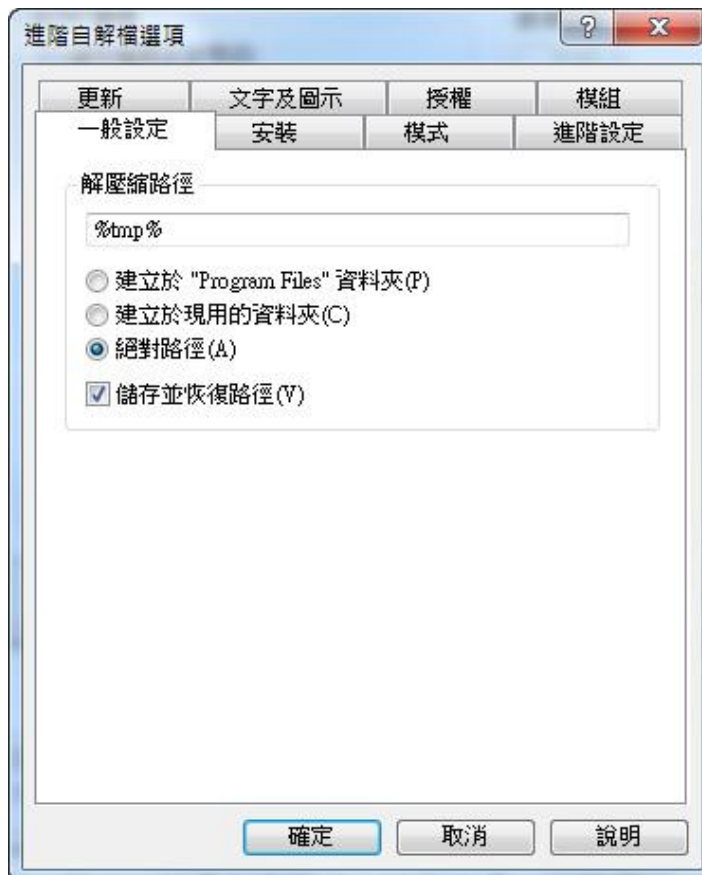 進階自解檔選項
更新 文字及圖示 授權 模組
一般設定 安裝 模式 進階設定
解壓縮路徑
%tmp%
建立於 "Program Files" 資料夾(P)
建立於現用的資料夾(C)
絕對路徑(A)
儲存並恢復路徑(V)
確定 取消 說明